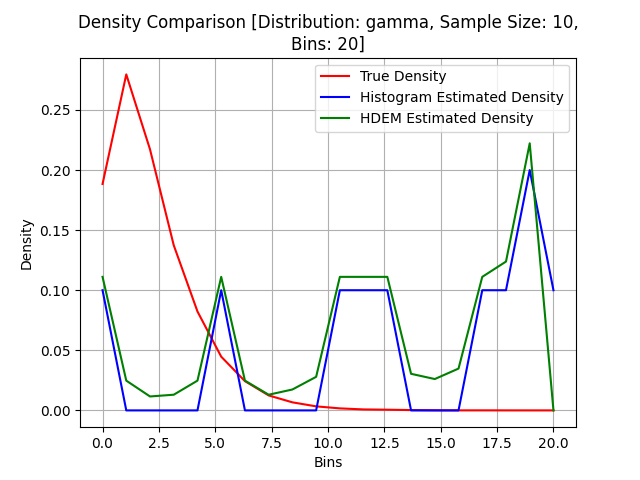 Density Comparison [Distribution: gamma, Sample Size: 10,
Bins: 20]
True Density
Histogram Estimated Density
HDEM Estimated Density
Density
0.25
0.20
0.15
0.10
0.05
0.00
0.0 2.5 5.0 7.5 10.0 12.5 15.0 17.5 20.0
Bins